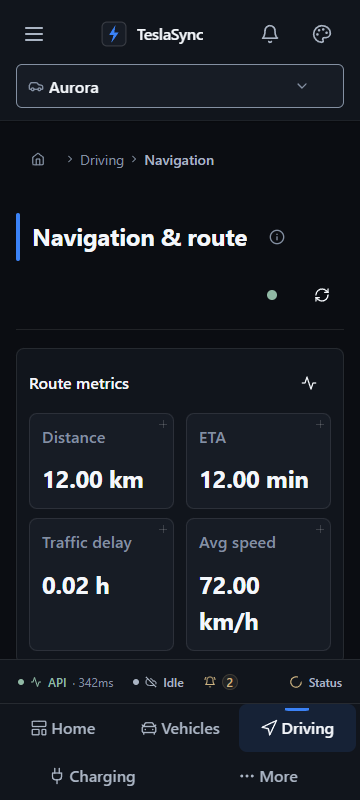 TeslaSync
Aurora
Driving Navigation
Navigation & route
Route metrics
Distance
12.00 km
ETA
12.00 min
Traffic delay
0.02 h
Avg speed
72.00
km/h
API · 342ms Idle 2 Status
Home Vehicles Driving
Charging More